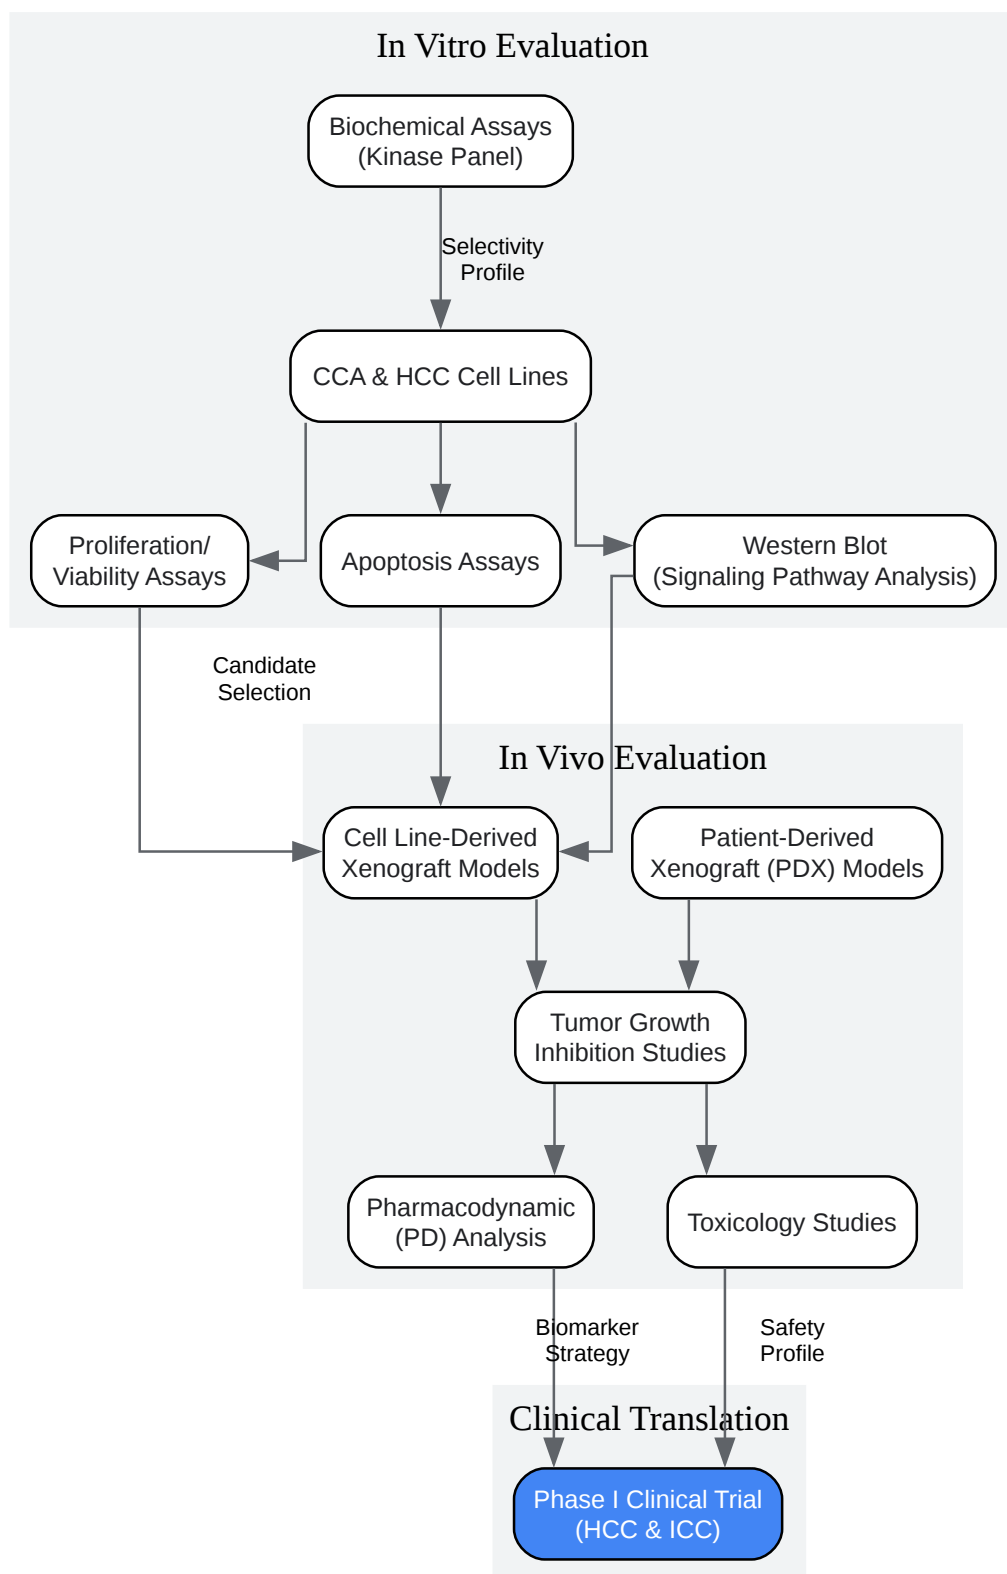 In Vitro Evaluation
Biochemical Assays
(Kinase Panel)
Selectivity
Profile
CCA & HCC Cell Lines
Proliferation/
Viability Assays
Apoptosis Assays
Western Blot
(Signaling Pathway Analysis)
Candidate
Selection
In Vivo Evaluation
Cell Line-Derived
Xenograft Models
Patient-Derived
Xenograft (PDX) Models
Tumor Growth
Inhibition Studies
Pharmacodynamic
(PD) Analysis
Toxicology Studies
Biomarker
Strategy
Safety
Profile
Clinical Translation
Phase I Clinical Trial
(HCC & ICC)